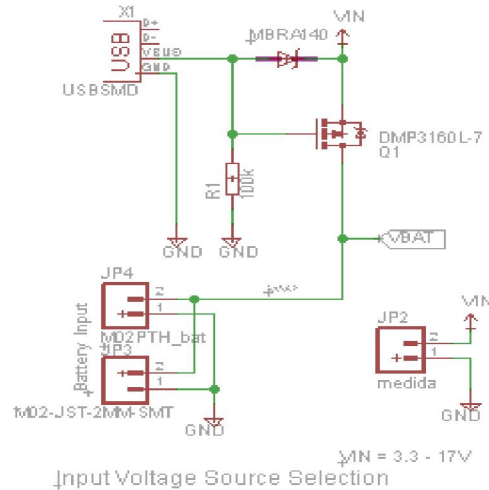 X1
D+
D-
VBUS
GND
USB
USBSMD
MBRA140
VIN
DMP3160L-7
Q1
R1
100k
GND
GND
VBAT
JP4
2
1
M02PTH_bat
Battery Input
JP3
2
1
M02-JST-2MM-SMT
GND
JP2
2
1
medida
VIN
GND
VIN = 3.3 - 17V
Input Voltage Source Selection